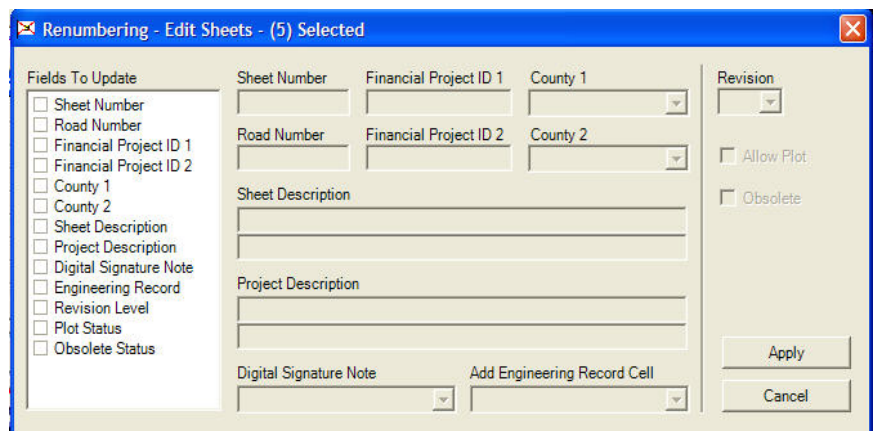 Renumbering - Edit Sheets - (5) Selected
Fields To Update
Sheet Number
Road Number
Financial Project ID 1
Financial Project ID 2
County 1
County 2
Sheet Description
Project Description
Digital Signature Note
Engineering Record
Revision Level
Plot Status
Obsolete Status
Sheet Number
Financial Project ID 1
County 1
Road Number
Financial Project ID 2
County 2
Sheet Description
Project Description
Digital Signature Note
Add Engineering Record Cell
Revision
Allow Plot
Obsolete
Apply
Cancel